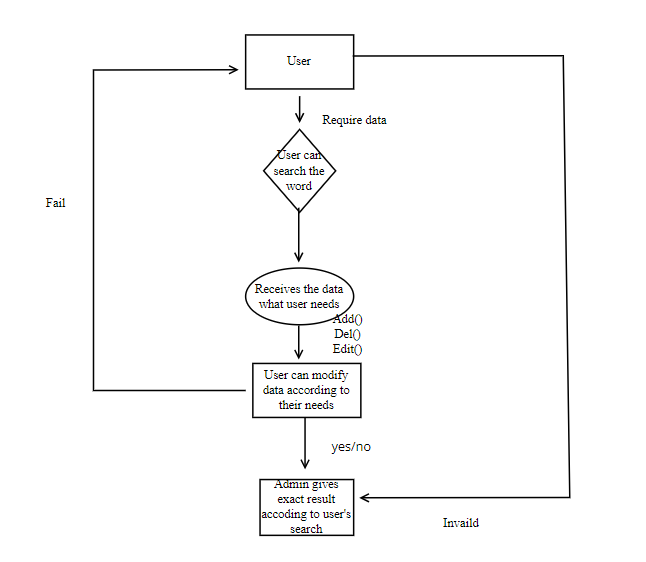 User
Require data
User can
search the
word
Fail
Receives the data
what user needs
Add()
Del()
Edit()
User can modify
data according to
their needs
yes/no
Admin gives
exact result
accoding to user's
search
Invaild